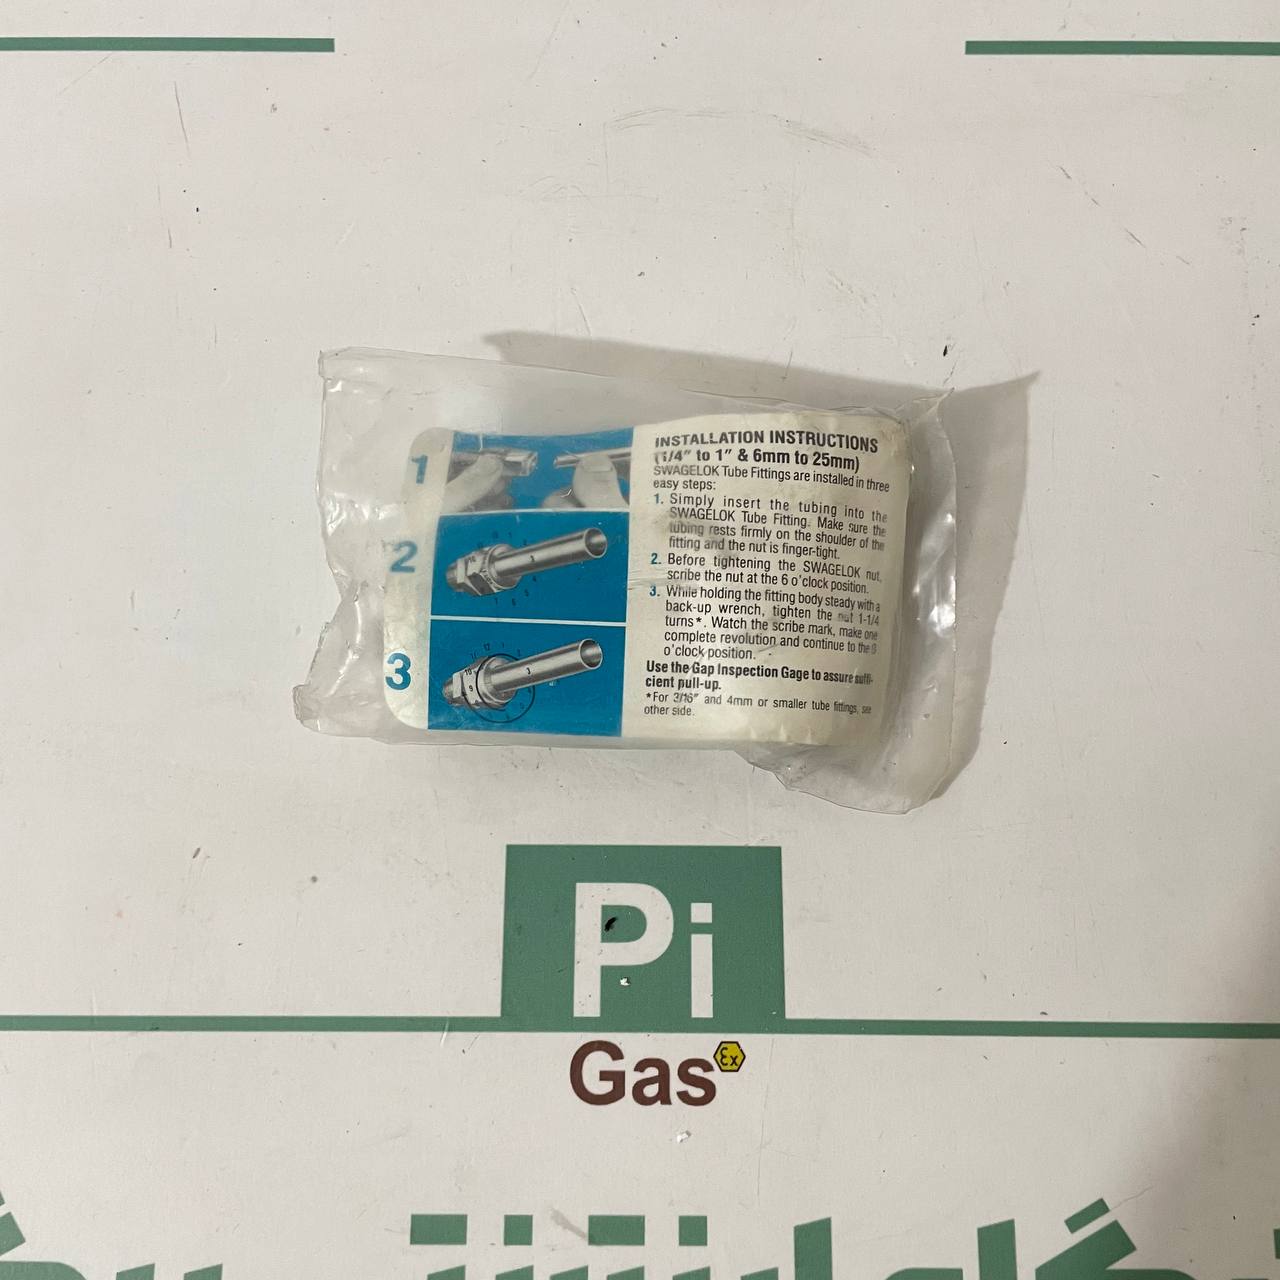 INSTALLATION INSTRUCTIONS
(1/4" to 1" & 6mm to 25mm)
SWAGELOK Tube Fittings are installed in three
easy steps:
1. Simply insert the tubing into the
SWAGELOK Tube Fitting. Make sure the
tubing rests firmly on the shoulder of the
fitting and the nut is finger-tight.
2. Before tightening the SWAGELOK nut,
scribe the nut at the 6 o'clock position.
3. While holding the fitting body steady with a
back-up wrench, tighten the nut 1-1/4
turns*. Watch the scribe mark, make one
complete revolution and continue to the 9
o'clock position.
Use the Gap Inspection Gage to assure suffi-
cient pull-up.
*For 3/16" and 4mm or smaller tube fittings, see
other side.
1
2
3
Pi
Gas
Ex